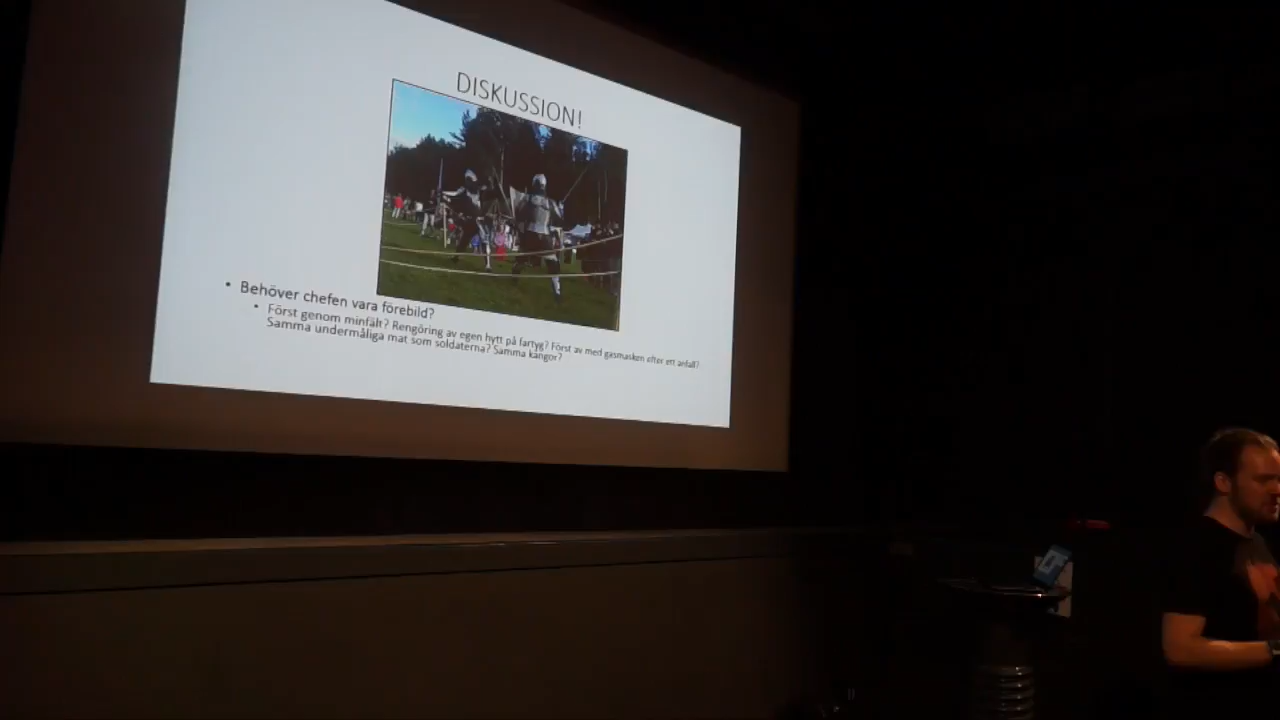 DISKUSSION!
• Behöver chefen vara förebild?
• Först genom minfält? Rengöring av egen hytt på fartyg? Först av med gasmasken efter ett anfall?
Samma undermåliga mat som soldaterna? Samma kängor?